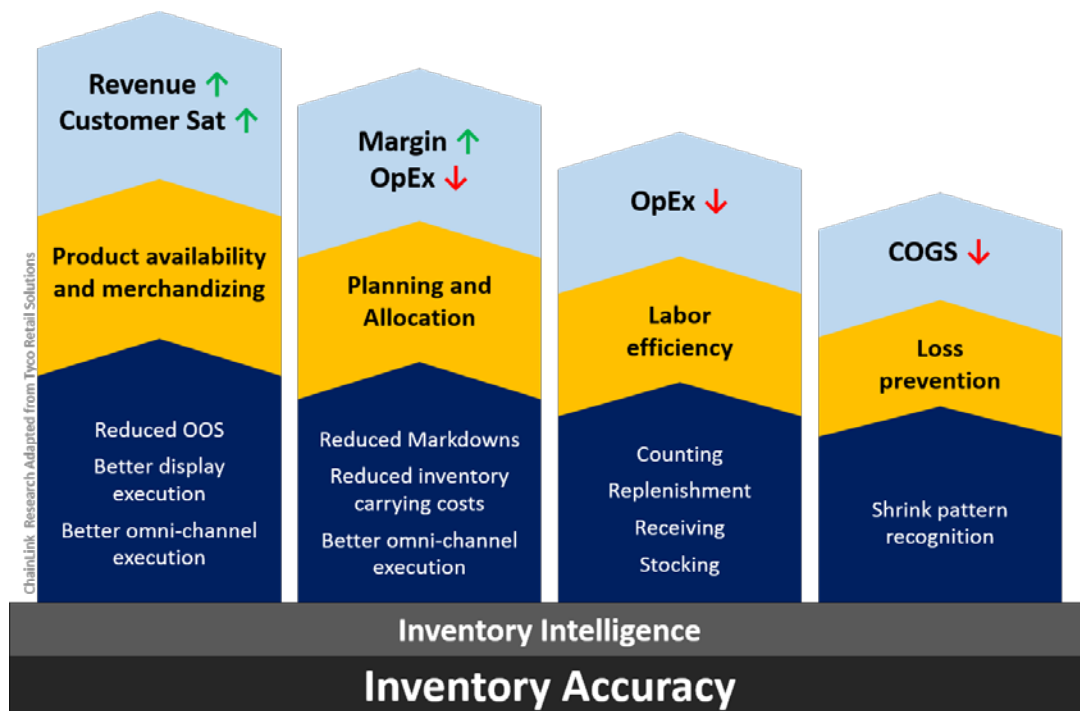 Revenue ↑
Customer Sat ↑
Product availability
and merchandizing
Reduced OOS
Better display
execution
Better omni-channel
execution
Margin ↑
OpEx ↓
Planning and
Allocation
Reduced Markdowns
Reduced inventory
carrying costs
Better omni-channel
execution
OpEx ↓
Labor
efficiency
Counting
Replenishment
Receiving
Stocking
COGS ↓
Loss
prevention
Shrink pattern
recognition
Inventory Intelligence
Inventory Accuracy
ChainLink Research Adapted from Tyco Retail Solutions